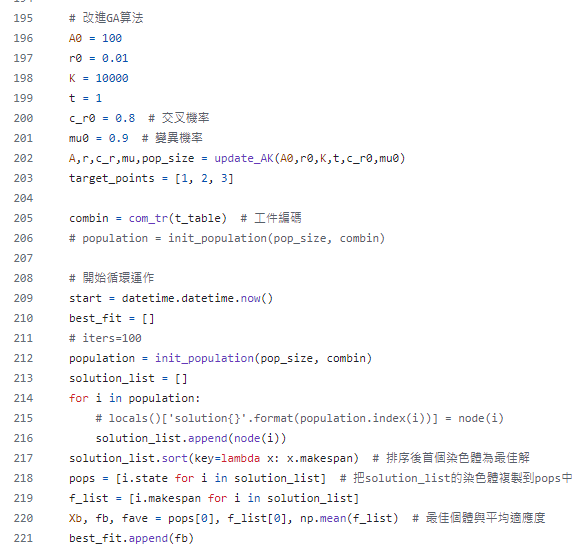 195 # 改進GA算法
196 A0 = 100
197 r0 = 0.01
198 K = 10000
199 t = 1
200 c_r0 = 0.8  # 交叉機率
201 mu0 = 0.9  # 變異機率
202 A,r,c_r,mu,pop_size = update_AK(A0,r0,K,t,c_r0,mu0)
203 target_points = [1, 2, 3]
204
205 combin = com_tr(t_table)  # 工件編碼
206 # population = init_population(pop_size, combin)
207
208 # 開始循環運作
209 start = datetime.datetime.now()
210 best_fit = []
211 # iters=100
212 population = init_population(pop_size, combin)
213 solution_list = []
214 for i in population:
215     # locals()['solution{}'.format(population.index(i))] = node(i)
216     solution_list.append(node(i))
217 solution_list.sort(key=lambda x: x.makespan)  # 排序後首個染色體為最佳解
218 pops = [i.state for i in solution_list]  # 把solution_list的染色體複製到pops中
219 f_list = [i.makespan for i in solution_list]
220 Xb, fb, fave = pops[0], f_list[0], np.mean(f_list)  # 最佳個體與平均適應度
221 best_fit.append(fb)